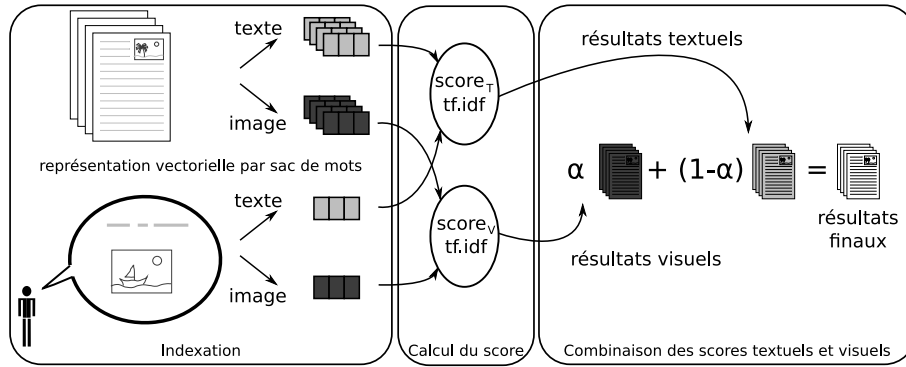 texte
image
représentation vectorielle par sac de mots
texte
image
Indexation
score_T
tf.idf
score_V
tf.idf
Calcul du score
résultats textuels
α + (1-α) =
résultats
finaux
résultats visuels
Combinaison des scores textuels et visuels